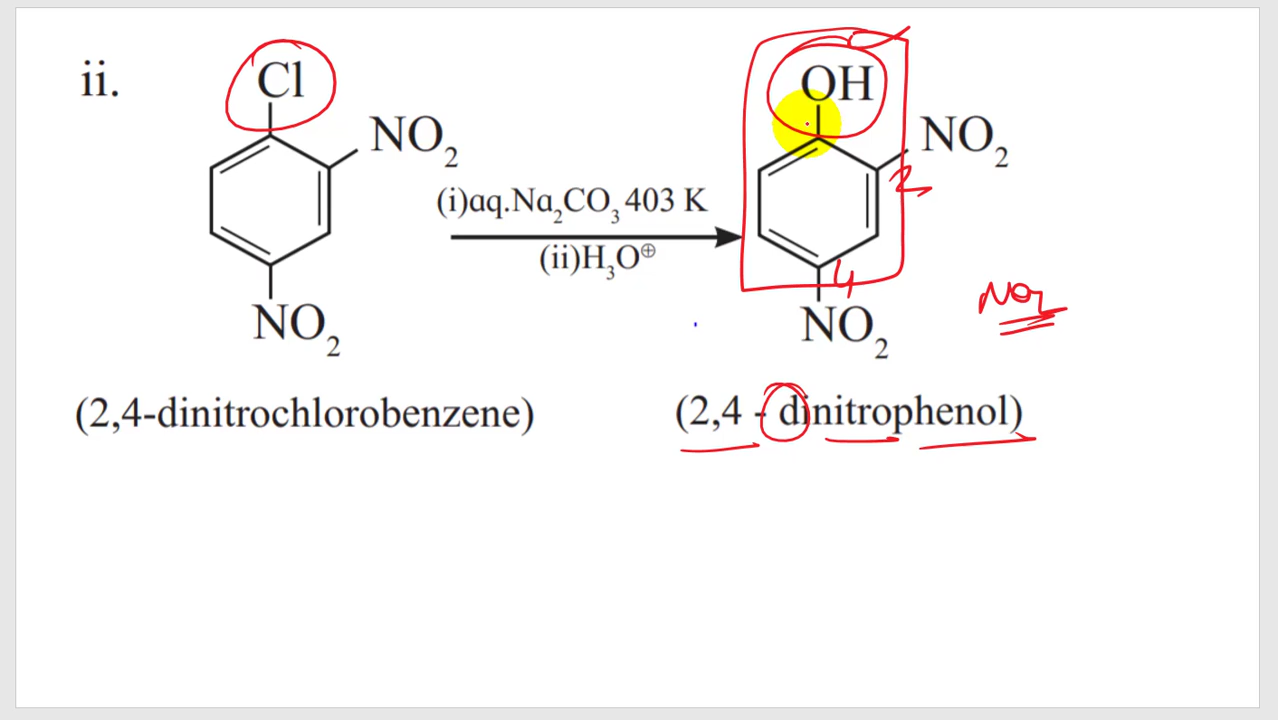 ii.
Cl
OH
NO₂
NO₂
(i)aq.Na₂CO₃ 403 K
2
(ii)H₃O⊕
4
NO₂
NO₂
NO₂
(2,4-dinitrochlorobenzene)
(2,4 - dinitrophenol)